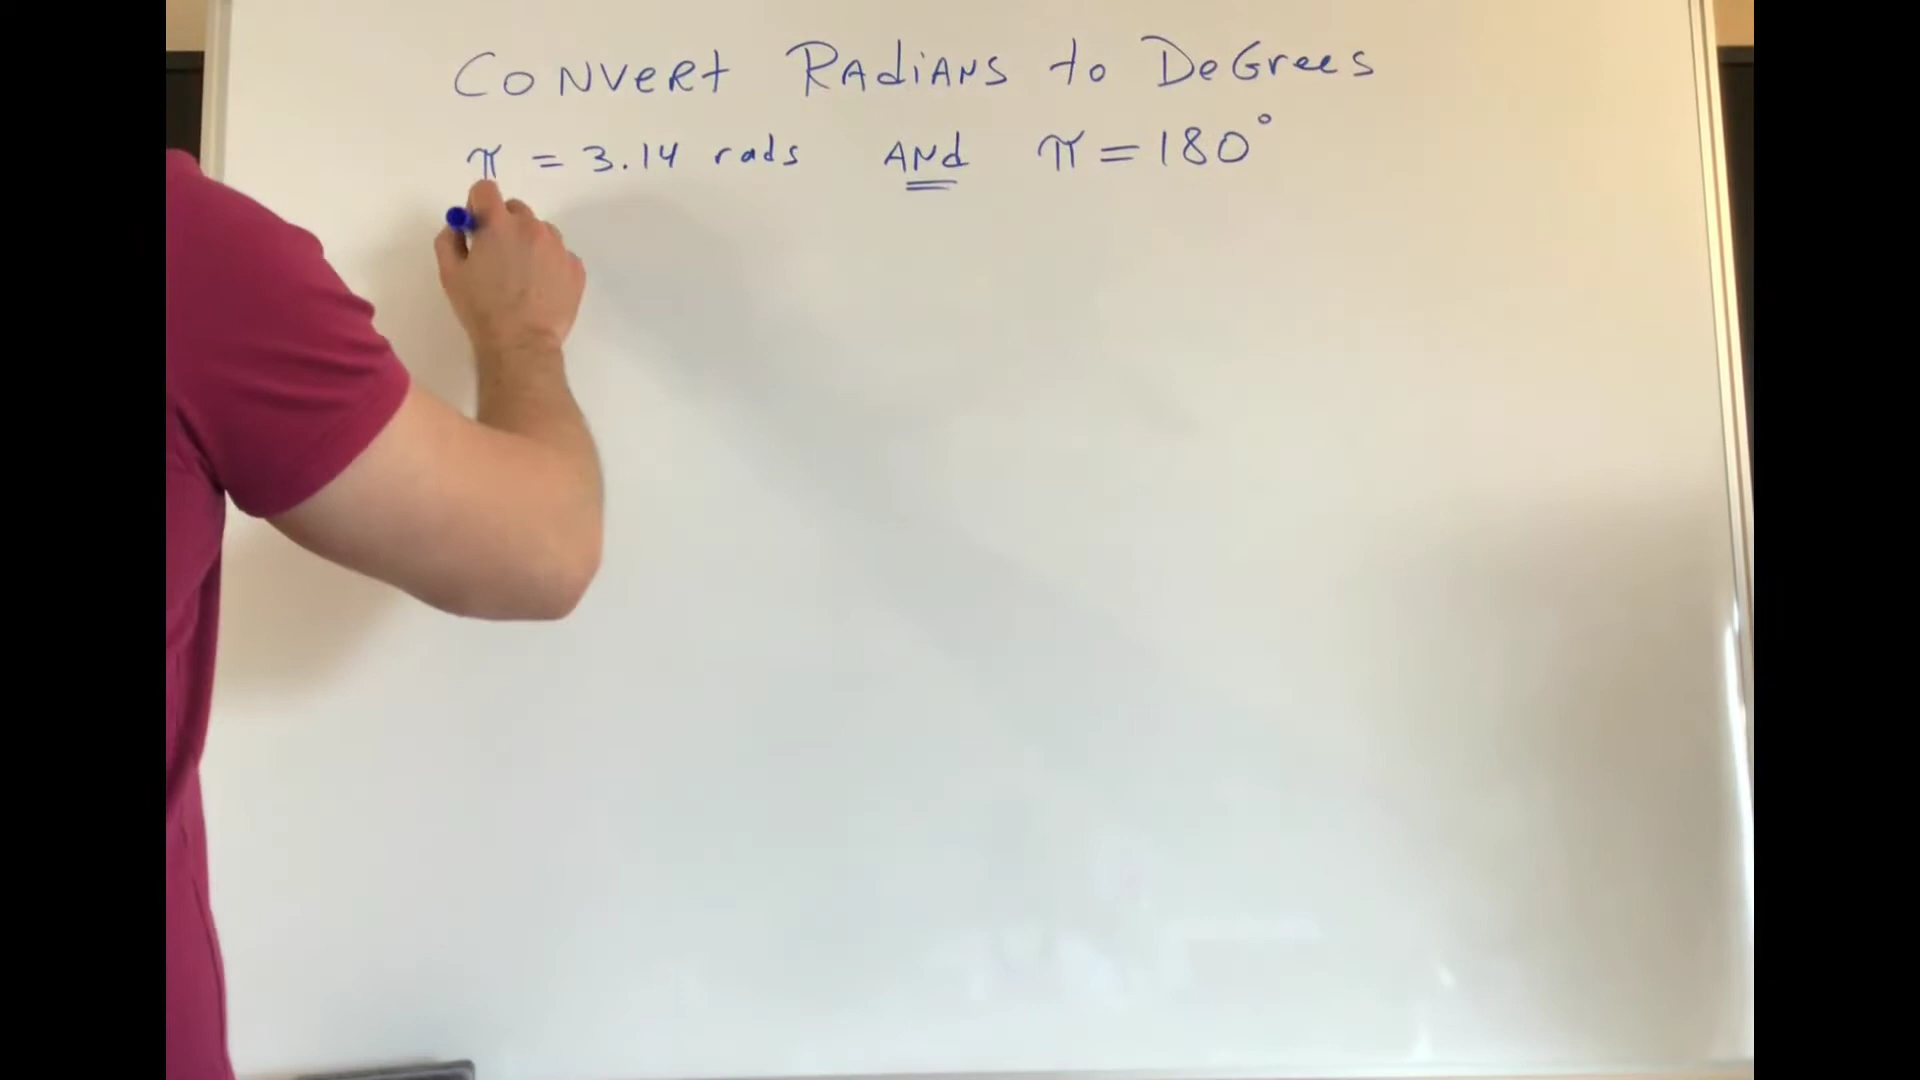 Convert Radians to Degrees
π = 3.14 rads AND π = 180°